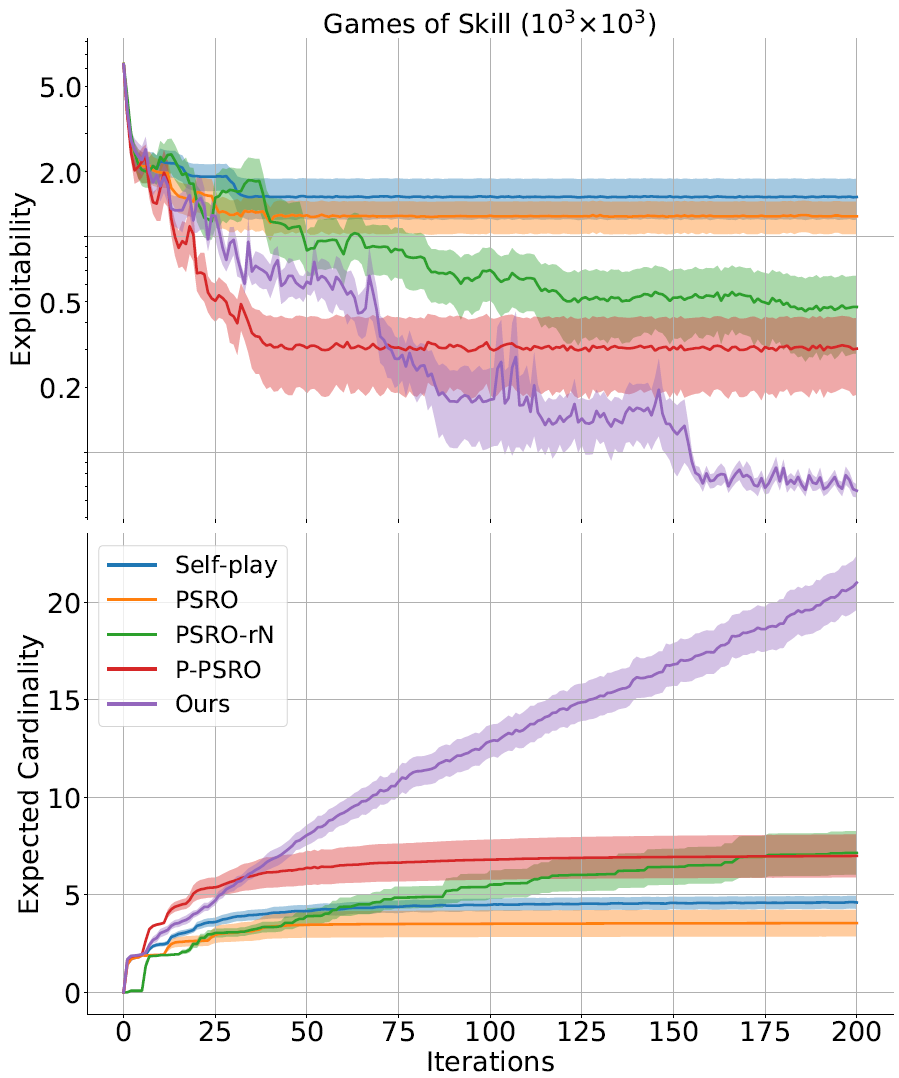 Games of Skill (10³×10³)
5.0
2.0
0.5
0.2
Exploitability
Self-play
PSRO
PSRO-rN
P-PSRO
Ours
20
15
10
5
0
Expected Cardinality
0 25 50 75 100 125 150 175 200
Iterations